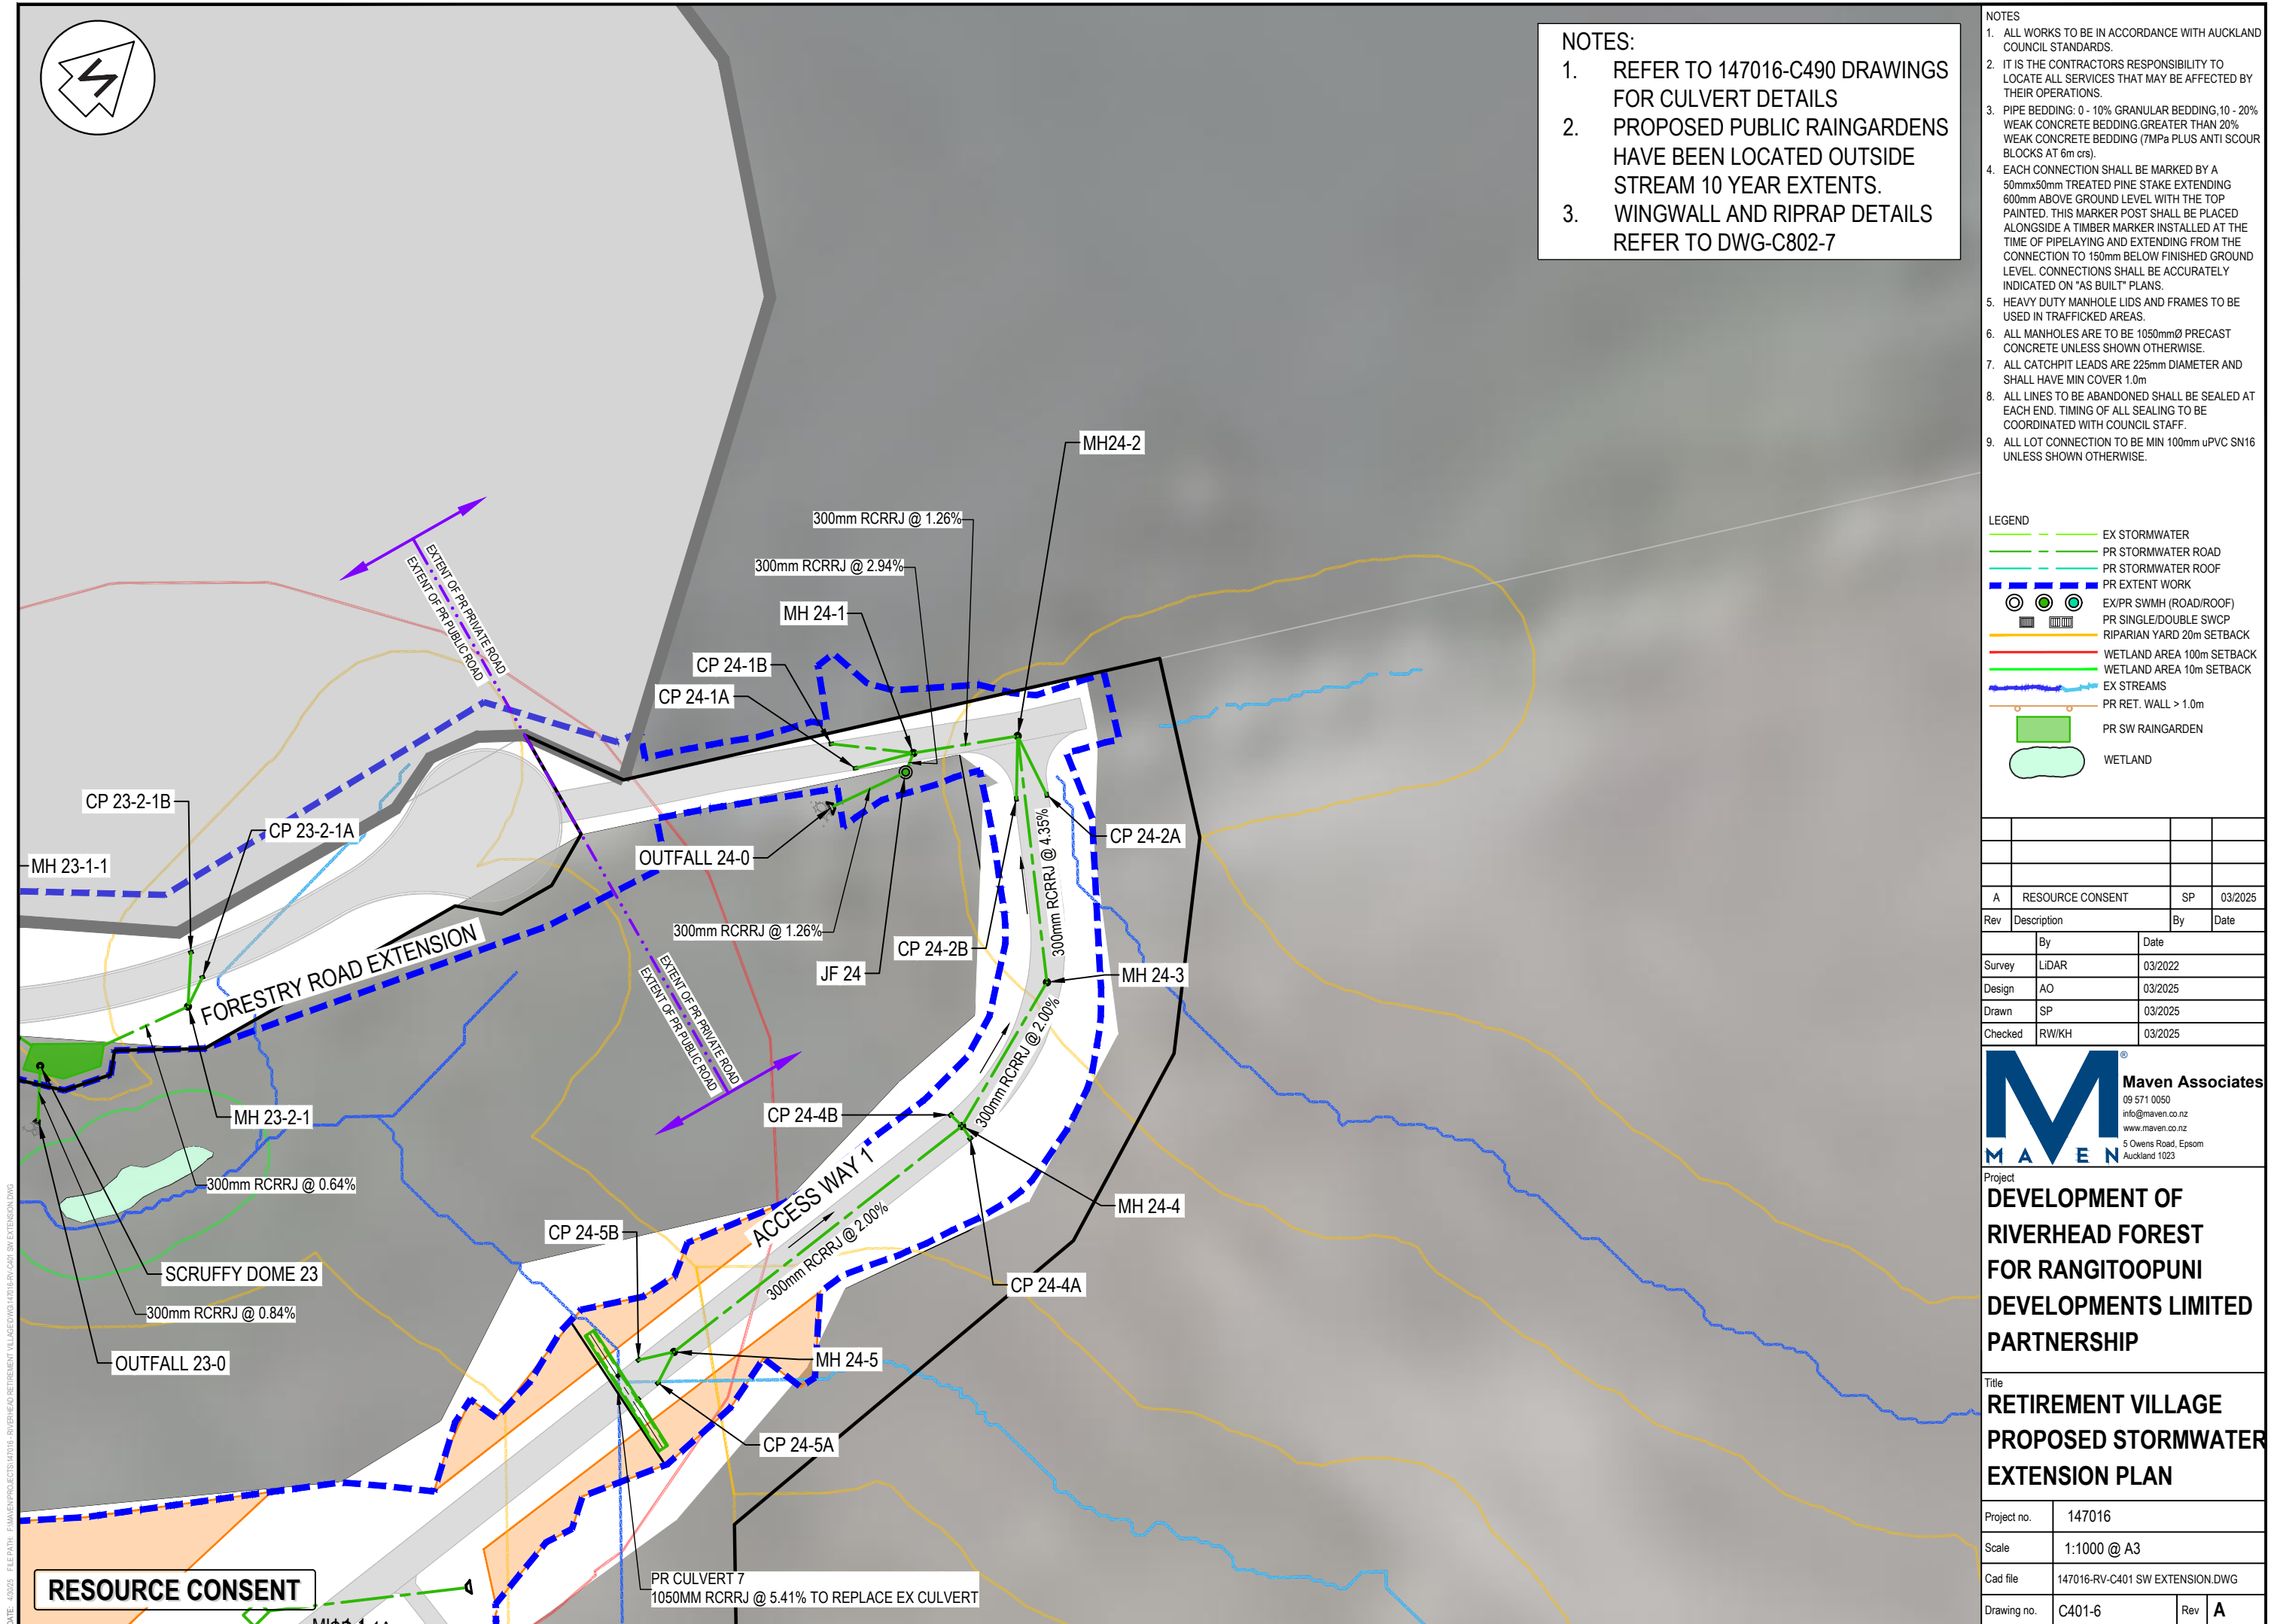 NOTES:
1. REFER TO 147016-C490 DRAWINGS
FOR CULVERT DETAILS
2. PROPOSED PUBLIC RAINGARDENS
HAVE BEEN LOCATED OUTSIDE
STREAM 10 YEAR EXTENTS.
3. WINGWALL AND RIPRAP DETAILS
REFER TO DWG-C802-7
MH24-2
300mm RCRRJ @ 1.26%
300mm RCRRJ @ 2.94%
MH 24-1
CP 24-1B
CP 24-1A
EXTENT OF PR PRIVATE ROAD
EXTENT OF PR PUBLIC ROAD
CP 23-2-1B
CP 23-2-1A
MH 23-1-1
OUTFALL 24-0
CP 24-2A
300mm RCRRJ @ 4.35%
300mm RCRRJ @ 1.26%
CP 24-2B
JF 24
MH 24-3
FORESTRY ROAD EXTENSION
EXTENT OF PR PRIVATE ROAD
EXTENT OF PR PUBLIC ROAD
300mm RCRRJ @ 2.00%
MH 23-2-1
CP 24-4B
300mm RCRRJ @ 0.64%
ACCESS WAY 1
MH 24-4
CP 24-5B
300mm RCRRJ @ 2.00%
SCRUFFY DOME 23
CP 24-4A
300mm RCRRJ @ 0.84%
OUTFALL 23-0
MH 24-5
CP 24-5A
PR CULVERT 7
1050MM RCRRJ @ 5.41% TO REPLACE EX CULVERT
RESOURCE CONSENT
NOTES
1. ALL WORKS TO BE IN ACCORDANCE WITH AUCKLAND
COUNCIL STANDARDS.
2. IT IS THE CONTRACTORS RESPONSIBILITY TO
LOCATE ALL SERVICES THAT MAY BE AFFECTED BY
THEIR OPERATIONS.
3. PIPE BEDDING: 0 - 10% GRANULAR BEDDING,10 - 20%
WEAK CONCRETE BEDDING.GREATER THAN 20%
WEAK CONCRETE BEDDING (7MPa PLUS ANTI SCOUR
BLOCKS AT 6m crs).
4. EACH CONNECTION SHALL BE MARKED BY A
50mmx50mm TREATED PINE STAKE EXTENDING
600mm ABOVE GROUND LEVEL WITH THE TOP
PAINTED. THIS MARKER POST SHALL BE PLACED
ALONGSIDE A TIMBER MARKER INSTALLED AT THE
TIME OF PIPELAYING AND EXTENDING FROM THE
CONNECTION TO 150mm BELOW FINISHED GROUND
LEVEL. CONNECTIONS SHALL BE ACCURATELY
INDICATED ON "AS BUILT" PLANS.
5. HEAVY DUTY MANHOLE LIDS AND FRAMES TO BE
USED IN TRAFFICKED AREAS.
6. ALL MANHOLES ARE TO BE 1050mmØ PRECAST
CONCRETE UNLESS SHOWN OTHERWISE.
7. ALL CATCHPIT LEADS ARE 225mm DIAMETER AND
SHALL HAVE MIN COVER 1.0m
8. ALL LINES TO BE ABANDONED SHALL BE SEALED AT
EACH END. TIMING OF ALL SEALING TO BE
COORDINATED WITH COUNCIL STAFF.
9. ALL LOT CONNECTION TO BE MIN 100mm uPVC SN16
UNLESS SHOWN OTHERWISE.
LEGEND
EX STORMWATER
PR STORMWATER ROAD
PR STORMWATER ROOF
PR EXTENT WORK
EX/PR SWMH (ROAD/ROOF)
PR SINGLE/DOUBLE SWCP
RIPARIAN YARD 20m SETBACK
WETLAND AREA 100m SETBACK
WETLAND AREA 10m SETBACK
EX STREAMS
PR RET. WALL > 1.0m
PR SW RAINGARDEN
WETLAND
A RESOURCE CONSENT SP 03/2025
Rev Description By Date
By Date
Survey LiDAR 03/2022
Design AO 03/2025
Drawn SP 03/2025
Checked RW/KH 03/2025
MAVEN
®
Maven Associates
09 571 0050
info@maven.co.nz
www.maven.co.nz
5 Owens Road, Epsom
Auckland 1023
Project
DEVELOPMENT OF
RIVERHEAD FOREST
FOR RANGITOOPUNI
DEVELOPMENTS LIMITED
PARTNERSHIP
Title
RETIREMENT VILLAGE
PROPOSED STORMWATER
EXTENSION PLAN
Project no. 147016
Scale 1:1000 @ A3
Cad file 147016-RV-C401 SW EXTENSION.DWG
Drawing no. C401-6 Rev A